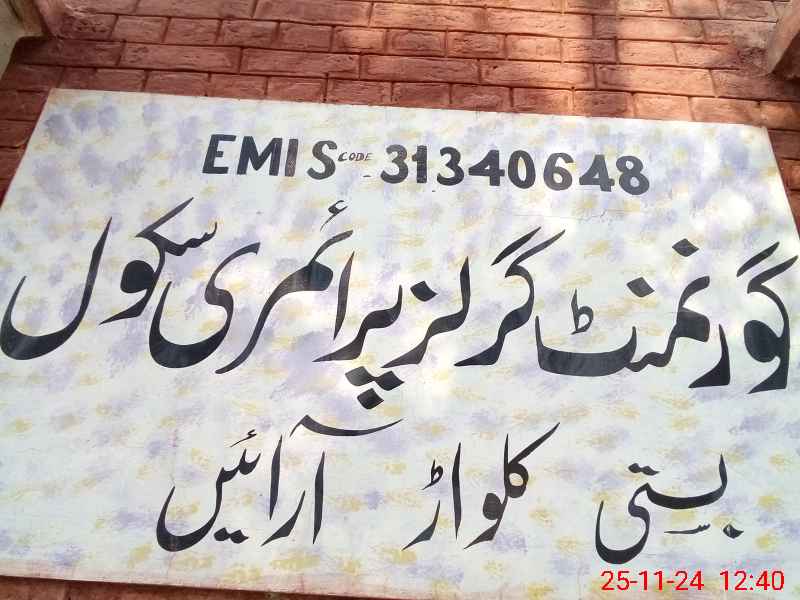 EMIS CODE - 31340648
گورنمنٹ گرلز پرائمری سکول
بستی کلواڑ آرائیں
25-11-24 12:40